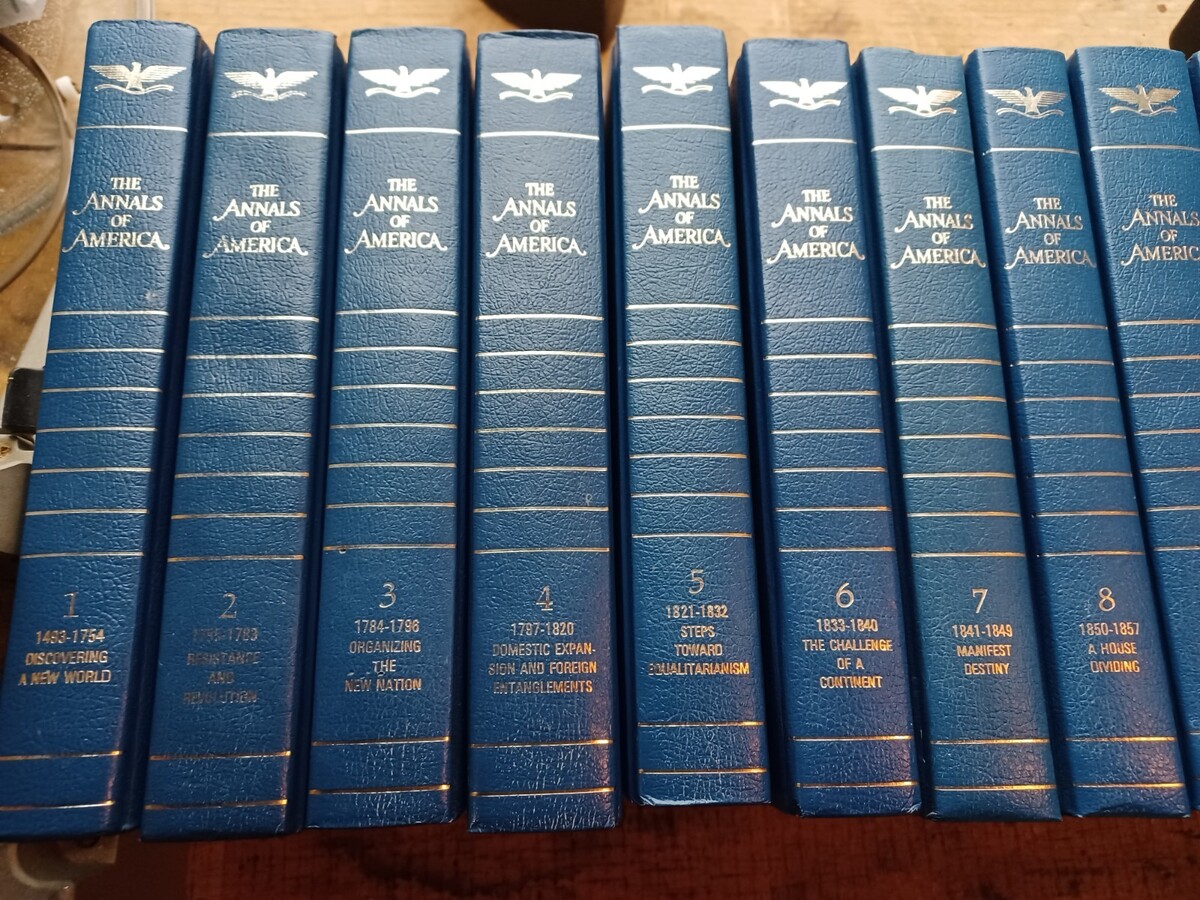 THE
ANNALS
OF
AMERICA
1
1493-1754
DISCOVERING
A NEW WORLD
THE
ANNALS
OF
AMERICA
2
1755-1783
RESISTANCE
AND
REVOLUTION
THE
ANNALS
OF
AMERICA
3
1784-1796
ORGANIZING
THE
NEW NATION
THE
ANNALS
OF
AMERICA
4
1797-1820
DOMESTIC EXPAN-
SION AND FOREIGN
ENTANGLEMENTS
THE
ANNALS
OF
AMERICA
5
1821-1832
STEPS
TOWARD
EQUALITARIANISM
THE
ANNALS
OF
AMERICA
6
1833-1840
THE CHALLENGE
OF A
CONTINENT
THE
ANNALS
OF
AMERICA
7
1841-1849
MANIFEST
DESTINY
THE
ANNALS
OF
AMERICA
8
1850-1857
A HOUSE
DIVIDING
THE
ANNALS
OF
AMERIC